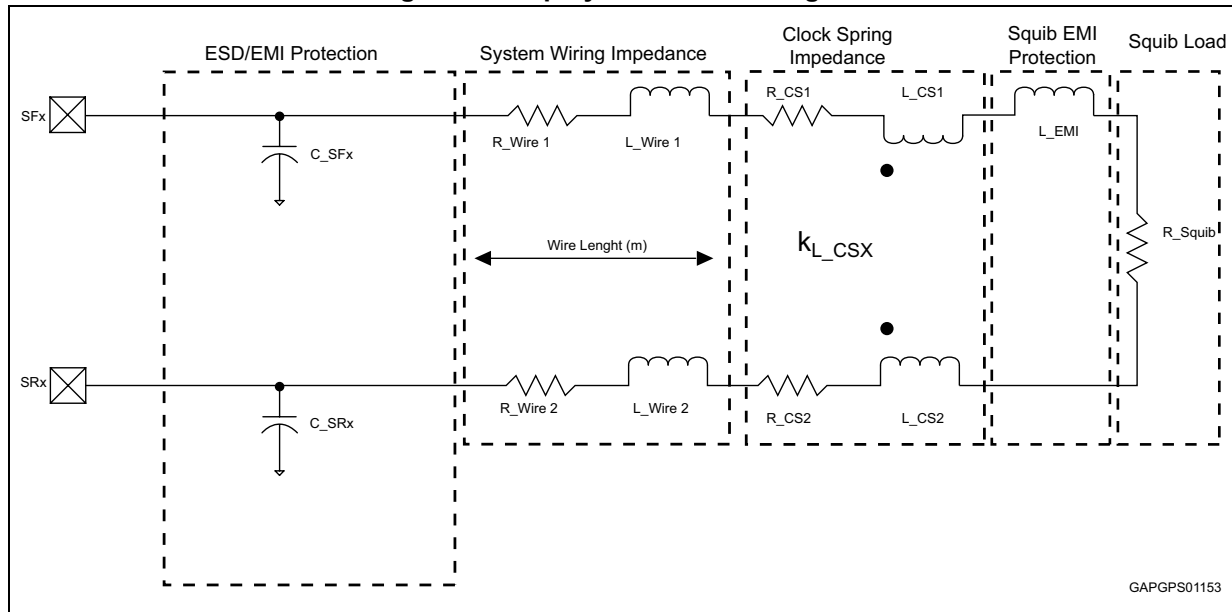 ESD/EMI Protection
System Wiring Impedance
Clock Spring
Impedance
Squib EMI
Protection
Squib Load
SFx
C_SFx
R_Wire 1
L_Wire 1
R_CS1
L_CS1
L_EMI
Wire Lenght (m)
kL_CSX
R_Squib
SRx
C_SRx
R_Wire 2
L_Wire 2
R_CS2
L_CS2
GAPGPS01153